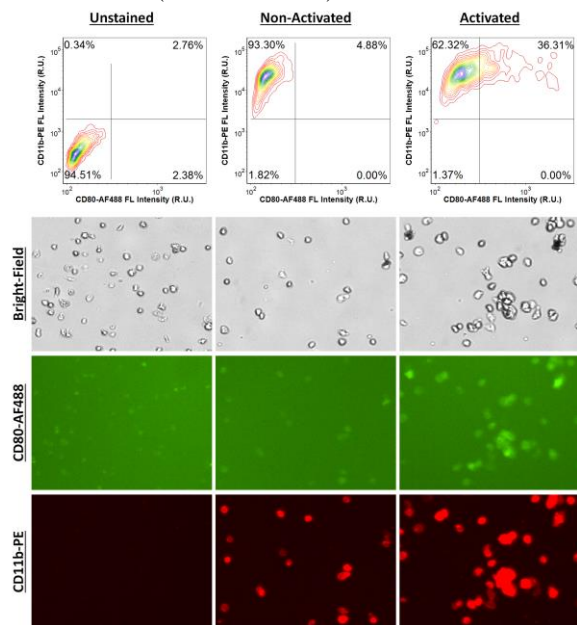 Unstained
Non-Activated
Activated
0.34% 2.76%
94.51% 2.38%
CD11b-PE FL Intensity (R.U.)
10⁵
10⁴
10³
10²
10² 10³
CD80-AF488 FL Intensity (R.U.)
93.30% 4.88%
1.82% 0.00%
CD11b-PE FL Intensity (R.U.)
10⁵
10⁴
10³
10²
10² 10³
CD80-AF488 FL Intensity (R.U.)
62.32% 36.31%
1.37% 0.00%
CD11b-PE FL Intensity (R.U.)
10⁵
10⁴
10³
10²
10² 10³
CD80-AF488 FL Intensity (R.U.)
Bright-Field
CD80-AF488
CD11b-PE